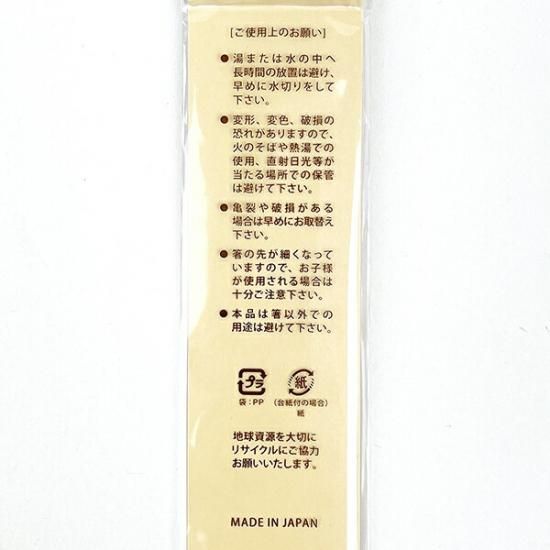 [ご使用上のお願い]
●湯または水の中へ
長時間の放置は避け、
早めに水切りをして
下さい。
●変形、変色、破損の
恐れがありますので、
火のそばや熱湯での
使用、直射日光等が
当たる場所での保管
は避けて下さい。
●亀裂や破損がある
場合は早めにお取替え
下さい。
●箸の先が細くなって
いますので、お子様
が使用される場合は
十分ご注意下さい。
●本品は箸以外での
用途は避けて下さい。
プラ
紙
袋：PP
(台紙付の場合)
紙
地球資源を大切に
リサイクルにご協力
お願いいたします。
MADE IN JAPAN